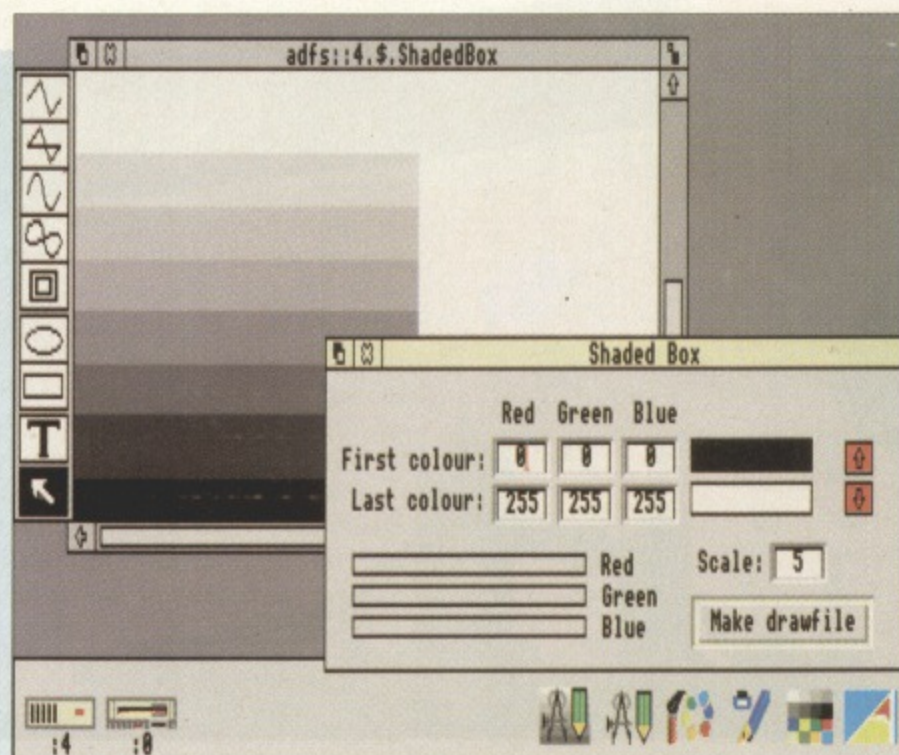 adfs::4.$.ShadedBox
T
Shaded Box
Red Green Blue
First colour: 0 0 0
Last colour: 255 255 255
Red
Scale: 5
Green
Blue
Make drawfile
:4
:0